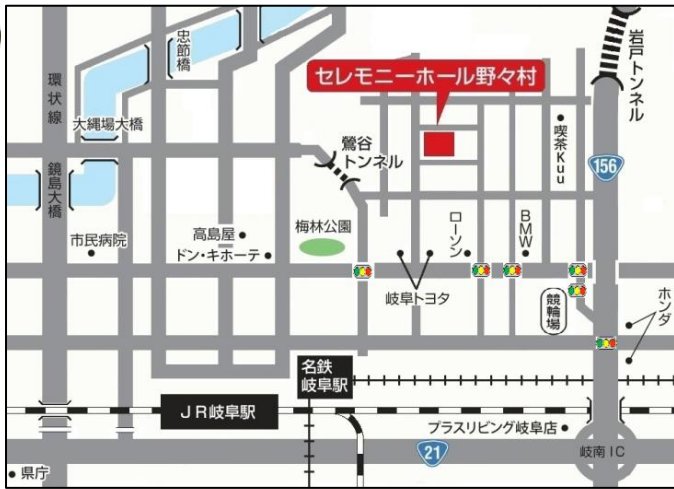 忠節橋
環状線
大縄場大橋
鏡島大橋
市民病院
高島屋
ドン・キホーテ
セレモニーホール野々村
鶯谷
トンネル
梅林公園
岐阜トヨタ
ローソン
BMW
喫茶Kuu
岩戸トンネル
156
競輪場
ホンダ
名鉄
岐阜駅
JR岐阜駅
プラスリビング岐阜店
21
岐南IC
県庁